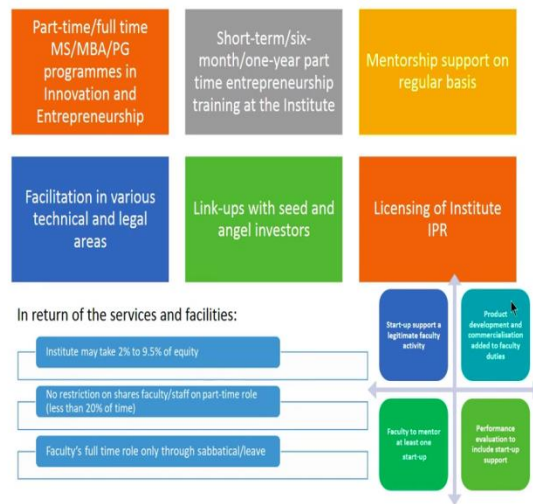 Part-time/full time
MS/MBA/PG
programmes in
Innovation and
Entrepreneurship
Short-term/six-
month/one-year part
time entrepreneurship
training at the Institute
Mentorship support on
regular basis
Facilitation in various
technical and legal
areas
Link-ups with seed and
angel investors
Licensing of Institute
IPR
In return of the services and facilities:
Institute may take 2% to 9.5% of equity
No restriction on shares faculty/staff on part-time role
(less than 20% of time)
Faculty's full time role only through sabbatical/leave
Start-up support a
legitimate faculty
activity
Product
development and
commercialisation
added to faculty
duties
Faculty to mentor
at least one
start-up
Performance
evaluation to
include start-up
support